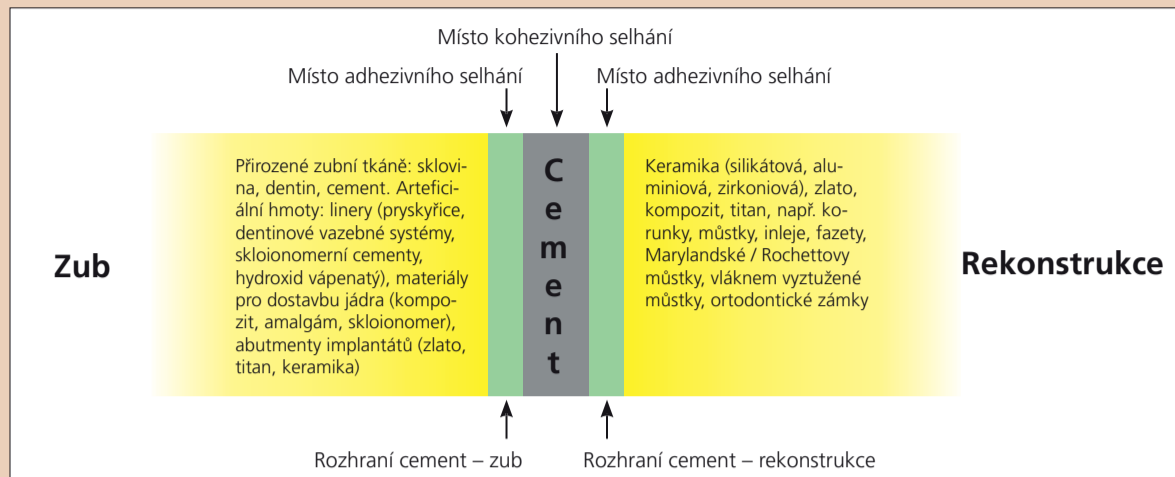 Místo kohezivního selhání
Místo adhezivního selhání
Místo adhezivního selhání
Zub
Přirozené zubní tkáně: sklovi-
na, dentin, cement. Arteficі-
ální hmoty: linery (pryskyřice,
dentinové vazebné systémy,
skloionomerní cementy,
hydroxid vápenatý), materiály
pro dostavbu jádra (kompo-
zit, amalgám, skloionomer),
abutmenty implantátů (zlato,
titan, keramika)
Cement
Keramika (silikátová, alu-
miniová, zirkoniová), zlato,
kompozit, titan, např. ko-
runky, můstky, inleje, fazety,
Marylandské / Rochettovy
můstky, vláknem vyztužené
můstky, ortodontické zámky
Rekonstrukce
Rozhraní cement – zub
Rozhraní cement – rekonstrukce